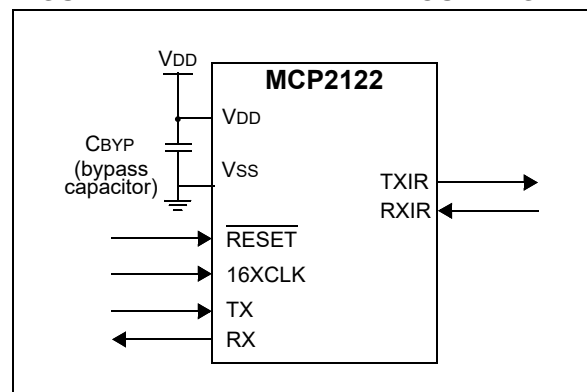 VDD
MCP2122
VDD
CBYP
(bypass
capacitor)
VSS
TXIR
RXIR
RESET
16XCLK
TX
RX